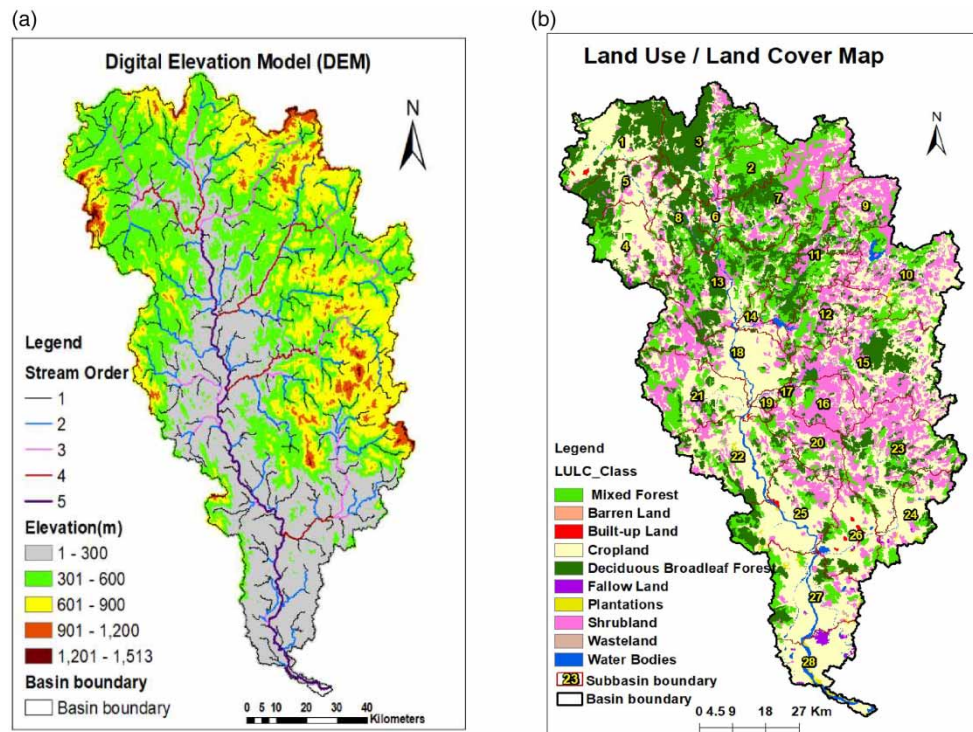 (a)
Digital Elevation Model (DEM)
N
Legend
Stream Order
1
2
3
4
5
Elevation(m)
1 - 300
301 - 600
601 - 900
901 - 1,200
1,201 - 1,513
Basin boundary
Basin boundary
0 5 10 20 30 40
Kilometers
(b)
Land Use / Land Cover Map
N
1
3
2
5
7
9
8
6
4
11
10
13
14
12
18
15
17
21
19
16
20
22
23
25
24
26
27
28
Legend
LULC_Class
Mixed Forest
Barren Land
Built-up Land
Cropland
Deciduous Broadleaf Forest
Fallow Land
Plantations
Shrubland
Wasteland
Water Bodies
23 Subbasin boundary
Basin boundary
0 4.5 9 18 27 Km